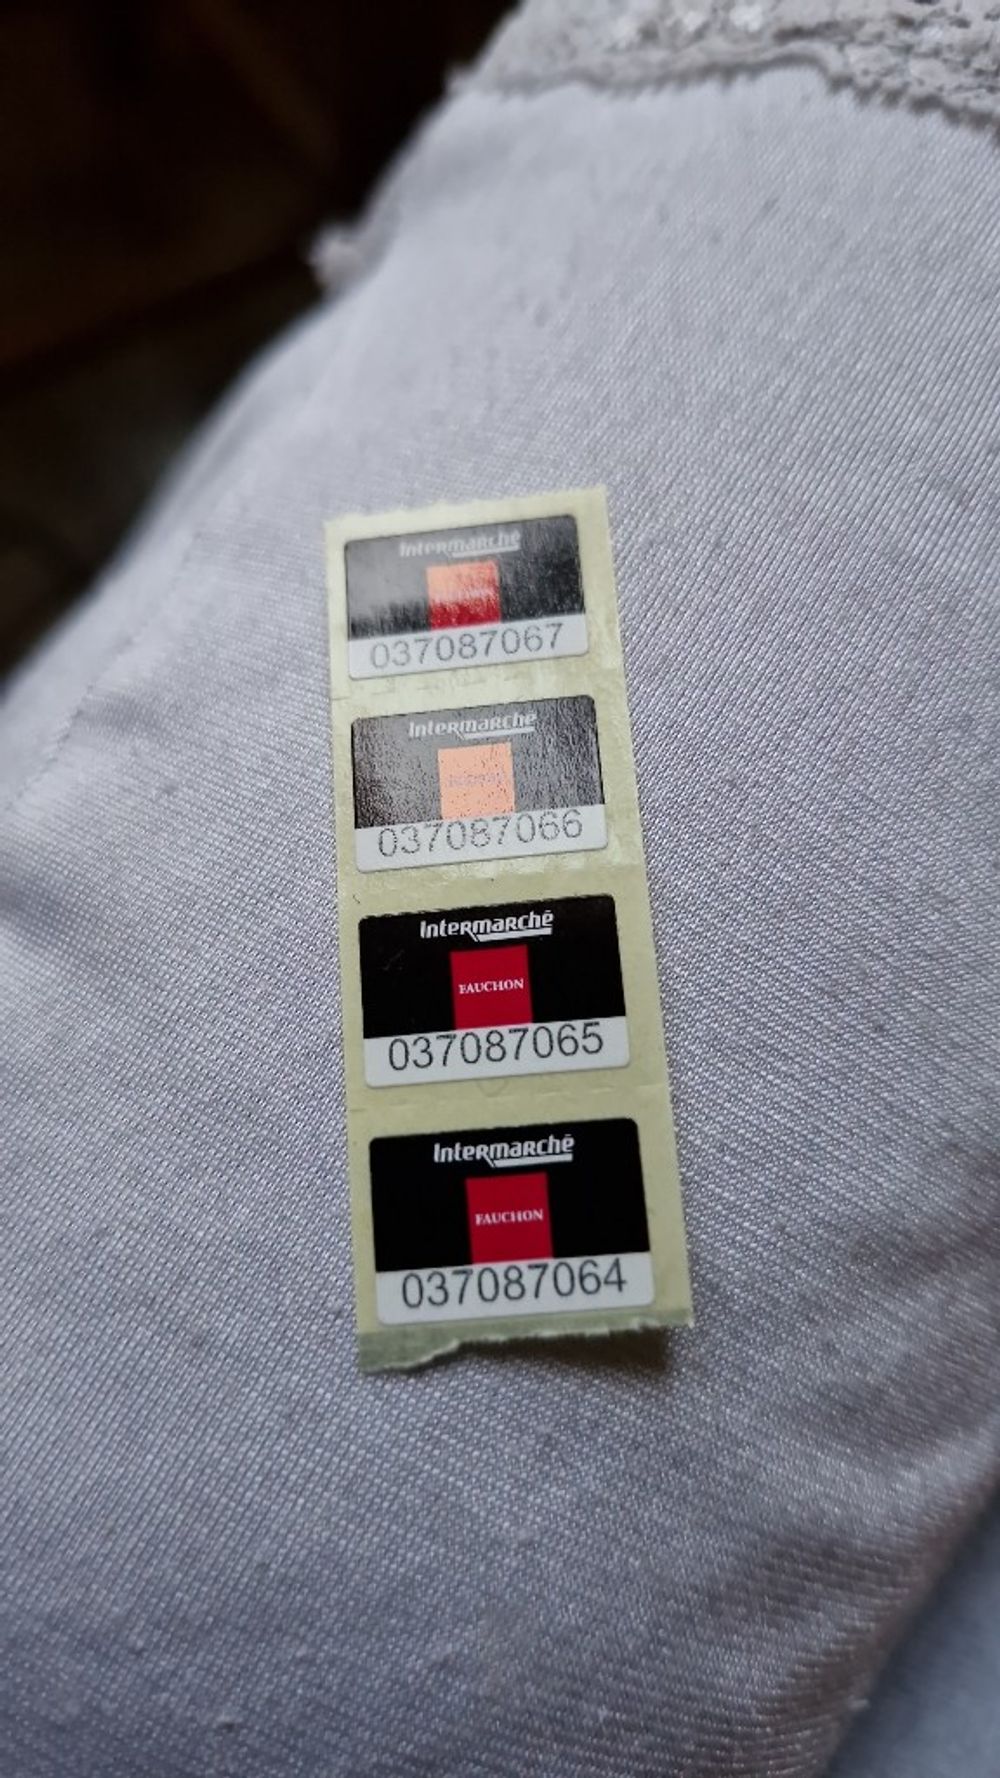 Intermarché
037087067
Intermarché
037087066
Intermarché
FAUCHON
037087065
Intermarché
FAUCHON
037087064